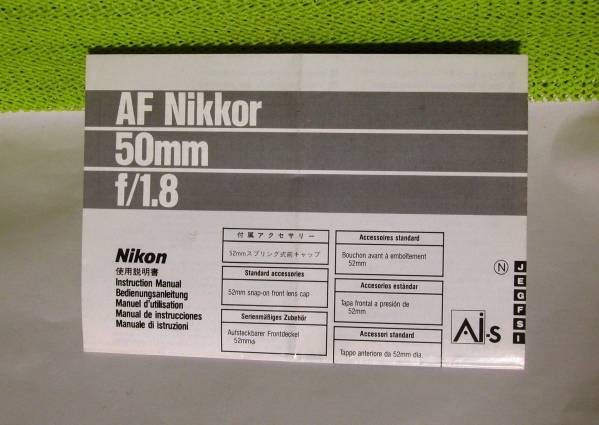 AF Nikkor
50mm
f/1.8
Nikon
使用説明書
Instruction Manual
Bedienungsanleitung
Manuel d'utilisation
Manual de instrucciones
Manuale di istruzioni
付属アクセサリー
52mmスプリング式前キャップ
Standard accessories
52mm snap-on front lens cap
Serienmäßiges Zubehör
Aufsteckbarer Frontdeckel
52mmø
Accessoires standard
Bouchon avant à emboîtement
52mm
Accesorios estándar
Tapa frontal a presión de
52mm
Accessori standard
Tappo anteriore da 52mm dia.
N
J
E
G
F
S
I
Ai-S